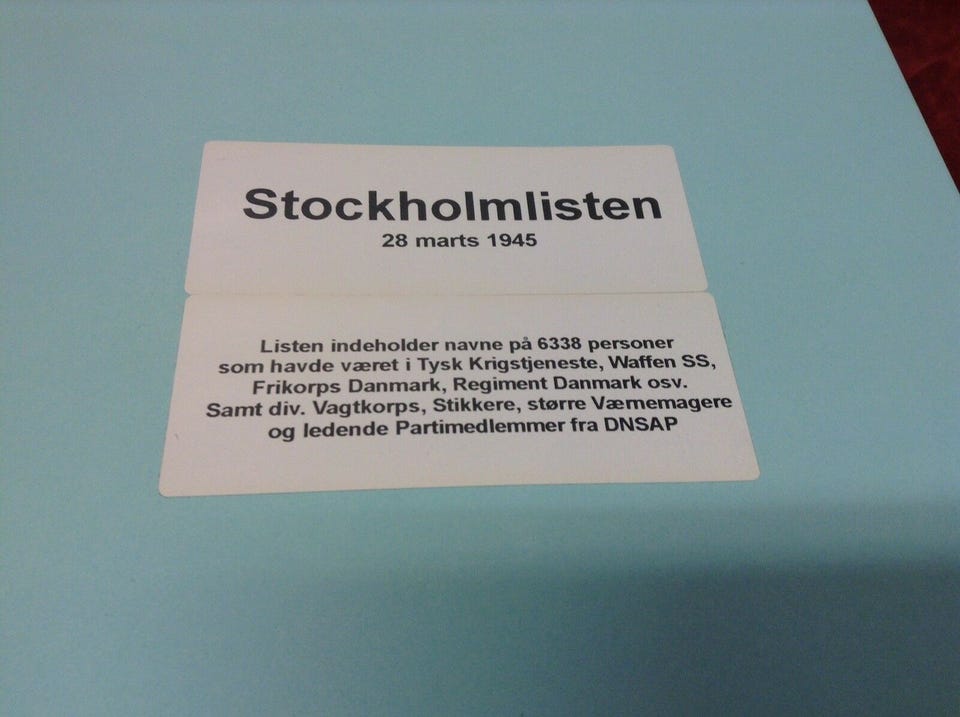 Stockholmlisten
28 marts 1945
Listen indeholder navne på 6338 personer
som havde været i Tysk Krigstjeneste, Waffen SS,
Frikorps Danmark, Regiment Danmark osv.
Samt div. Vagtkorps, Stikkere, større Værnemagere
og ledende Partimedlemmer fra DNSAP